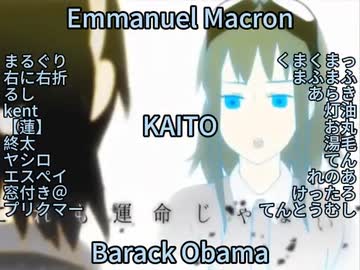 Emmanuel Macron
まるぐり
右に右折
るし
kent
【蓮】
終太
ヤシロ
エスペイ
窓付き@
プリクマー
KAITO
くまくまっ
まふまふ
あらき
灯油
お丸
湯毛
てん
れのあ
けったろ
てんとうむし
も運命じゃない
Barack Obama